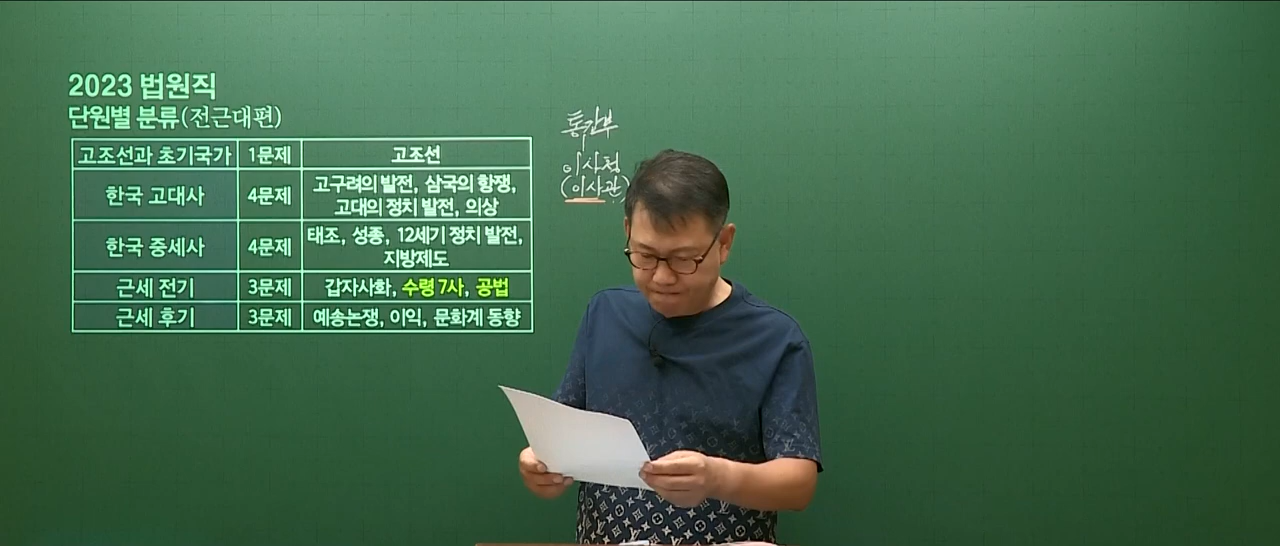 2023 법원직
단원별 분류(전근대편)
고조선과 초기국가 1문제 고조선
한국 고대사 4문제 고구려의 발전, 삼국의 항쟁,
고대의 정치 발전, 의상
한국 중세사 4문제 태조, 성종, 12세기 정치 발전,
지방제도
근세 전기 3문제 갑자사화, 수령 7사, 공법
근세 후기 3문제 예송논쟁, 이익, 문화계 동향
통감부
이사청
(이사관)